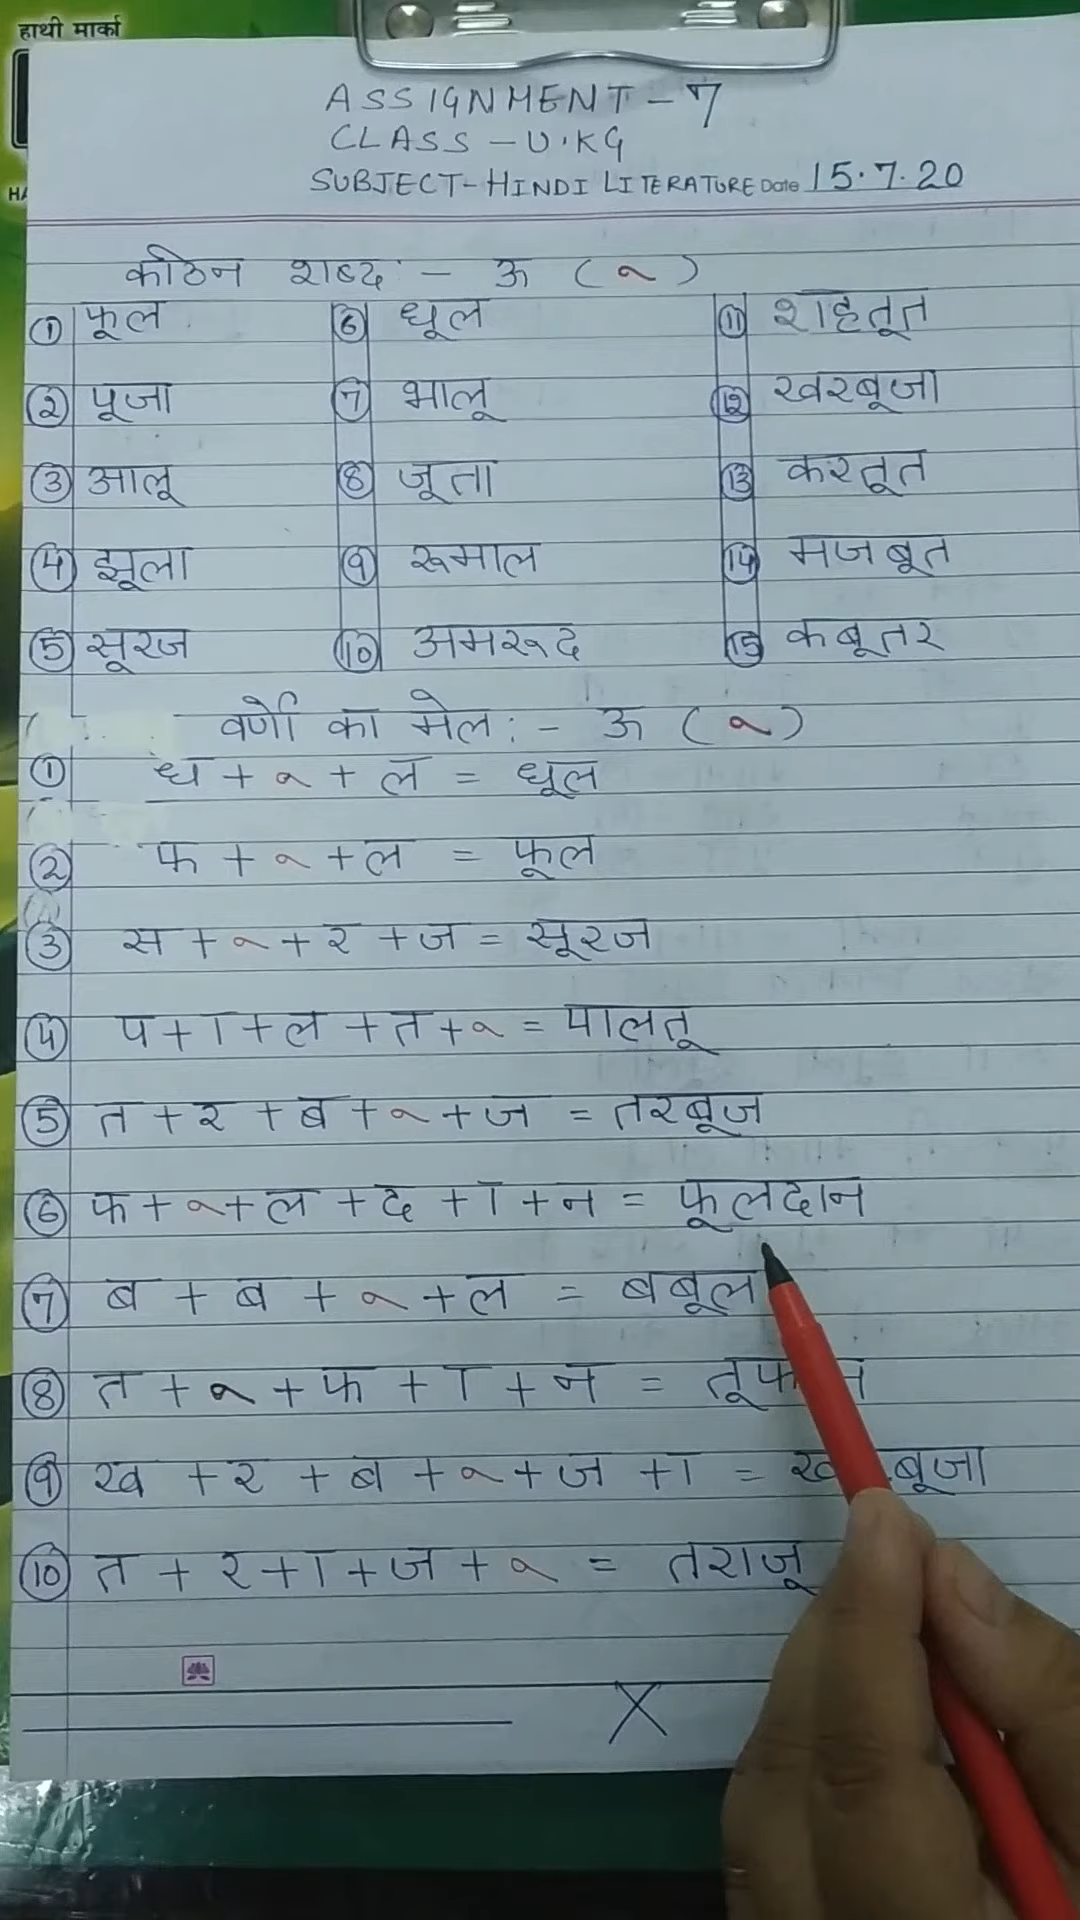 हाथी मार्का
HA
ASSIGNMENT - 7
CLASS - U.KG
SUBJECT - HINDI LITERATURE Date 15.7.20
कठिन शब्द :- ऊ ( ू )
① फूल ⑥ धूल ⑪ शहतूत
② पूजा ⑦ भालू ⑫ खरबूजा
③ आलू ⑧ जूता ⑬ करतूत
④ झूला ⑨ रूमाल ⑭ मजबूत
⑤ सूरज ⑩ अमरूद ⑮ कबूतर
वर्णो का मेल :- ऊ ( ू )
① ध + ू + ल = धूल
② फ + ू + ल = फूल
③ स + ू + र + ज = सूरज
④ प + ा + ल + त + ू = पालतू
⑤ त + र + ब + ू + ज = तरबूज
⑥ फ + ू + ल + द + ा + न = फूलदान
⑦ ब + ब + ू + ल = बबूल
⑧ त + ू + फ + ा + न =
⑨ ख + र + ब + ू + ज + ा =
⑩ त + र + ा + ज + ू = तराजू
X